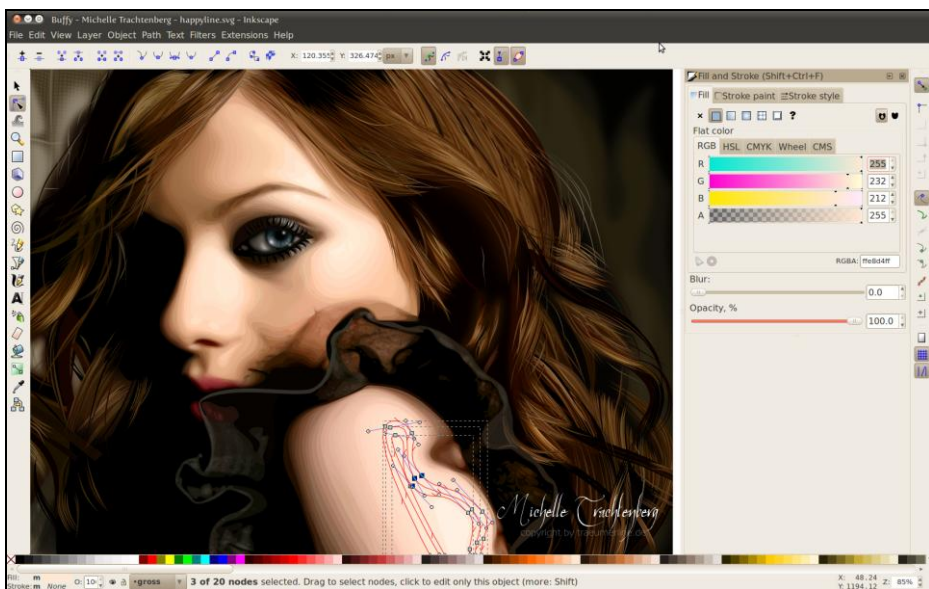 Buffy - Michelle Trachtenberg - happyline.svg - Inkscape
File Edit View Layer Object Path Text Filters Extensions Help
X: 120.355 Y: 326.474 px
Fill and Stroke (Shift+Ctrl+F)
Fill Stroke paint Stroke style
?
Flat color
RGB HSL CMYK Wheel CMS
R 255
G 232
B 212
A 255
RGBA: ffe8d4ff
Blur:
0.0
Opacity, %
100.0
Michelle Trachtenberg
copyright by
Fill: m
Stroke: m None
O: 10
•gross
3 of 20 nodes selected. Drag to select nodes, click to edit only this object (more: Shift)
X: 48.24
Y: 1194.12
Z: 85%